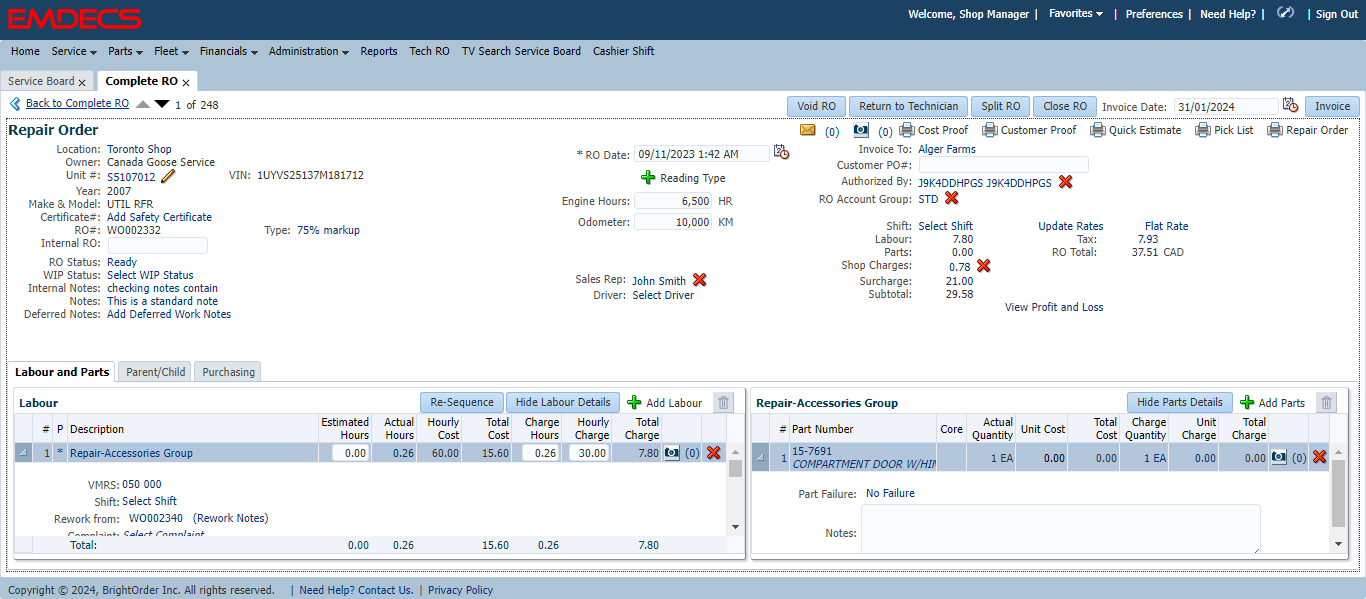 EMDECS
Welcome, Shop Manager | Favorites | Preferences | Need Help? | | Sign Out
Home Service Parts Fleet Financials Administration Reports Tech RO TV Search Service Board Cashier Shift
Service Board x Complete RO x
Back to Complete RO 1 of 248
Void RO Return to Technician Split RO Close RO Invoice Date: 31/01/2024 Invoice
Repair Order
(0) (0) Cost Proof Customer Proof Quick Estimate Pick List Repair Order
Location: Toronto Shop
Owner: Canada Goose Service
Unit #: S5107012 VIN: 1UYVS25137M181712
Year: 2007
Make & Model: UTIL RFR
Certificate#: Add Safety Certificate
RO#: WO002332 Type: 75% markup
Internal RO:
RO Status: Ready
WIP Status: Select WIP Status
Internal Notes: checking notes contain
Notes: This is a standard note
Deferred Notes: Add Deferred Work Notes
* RO Date: 09/11/2023 1:42 AM
Reading Type
Engine Hours: 6,500 HR
Odometer: 10,000 KM
Sales Rep: John Smith
Driver: Select Driver
Invoice To: Alger Farms
Customer PO#:
Authorized By: J9K4DDHPGS J9K4DDHPGS
RO Account Group: STD
Shift: Select Shift Update Rates Flat Rate
Labour: 7.80 Tax: 7.93
Parts: 0.00 RO Total: 37.51 CAD
Shop Charges: 0.78
Surcharge: 21.00
Subtotal: 29.58
View Profit and Loss
Labour and Parts Parent/Child Purchasing
Labour Re-Sequence Hide Labour Details Add Labour
# P Description Estimated Hours Actual Hours Hourly Cost Total Cost Charge Hours Hourly Charge Total Charge
1 * Repair-Accessories Group 0.00 0.26 60.00 15.60 0.26 30.00 7.80 (0)
VMRS: 050 000
Shift: Select Shift
Rework from: WO002340 (Rework Notes)
Complaint: Select Complaint
Total: 0.00 0.26 15.60 0.26 7.80
Repair-Accessories Group Hide Parts Details Add Parts
# Part Number Core Actual Quantity Unit Cost Total Cost Charge Quantity Unit Charge Total Charge
1 15-7691 1 EA 0.00 0.00 1 EA 0.00 0.00 (0)
COMPARTMENT DOOR W/HIN
Part Failure: No Failure
Notes:
Copyright © 2024, BrightOrder Inc. All rights reserved. | Need Help? Contact Us. | Privacy Policy